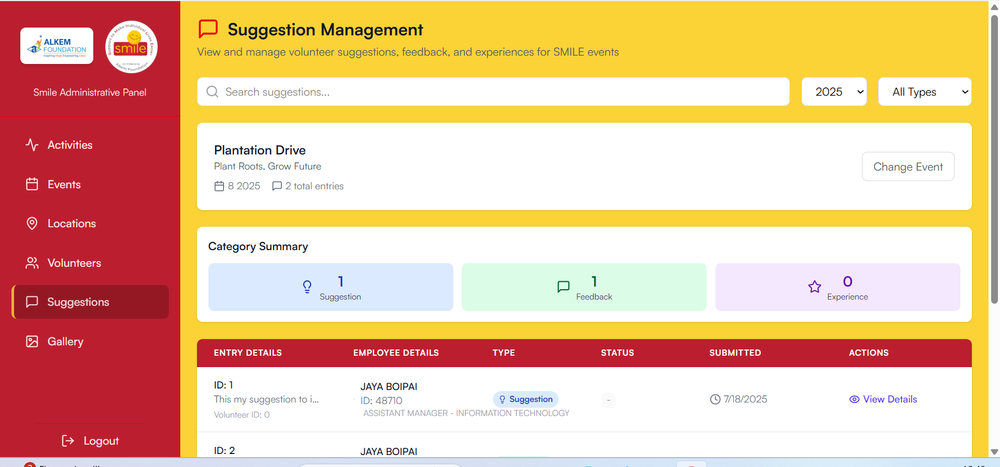 ALKEM
FOUNDATION
Inspiring Hope Empowering Lives
Support to Make Individual Lives Easier
smile
An Initiative by
Alkem Foundation
Smile Administrative Panel
Activities
Events
Locations
Volunteers
Suggestions
Gallery
Logout
Suggestion Management
View and manage volunteer suggestions, feedback, and experiences for SMILE events
Search suggestions...
2025
All Types
Plantation Drive
Plant Roots, Grow Future
8 2025
2 total entries
Change Event
Category Summary
1
Suggestion
1
Feedback
0
Experience
ENTRY DETAILS EMPLOYEE DETAILS TYPE STATUS SUBMITTED ACTIONS
ID: 1
This my suggestion to i...
Volunteer ID: 0
JAYA BOIPAI
ID: 48710
ASSISTANT MANAGER - INFORMATION TECHNOLOGY
Suggestion
-
7/18/2025
View Details
ID: 2
JAYA BOIPAI